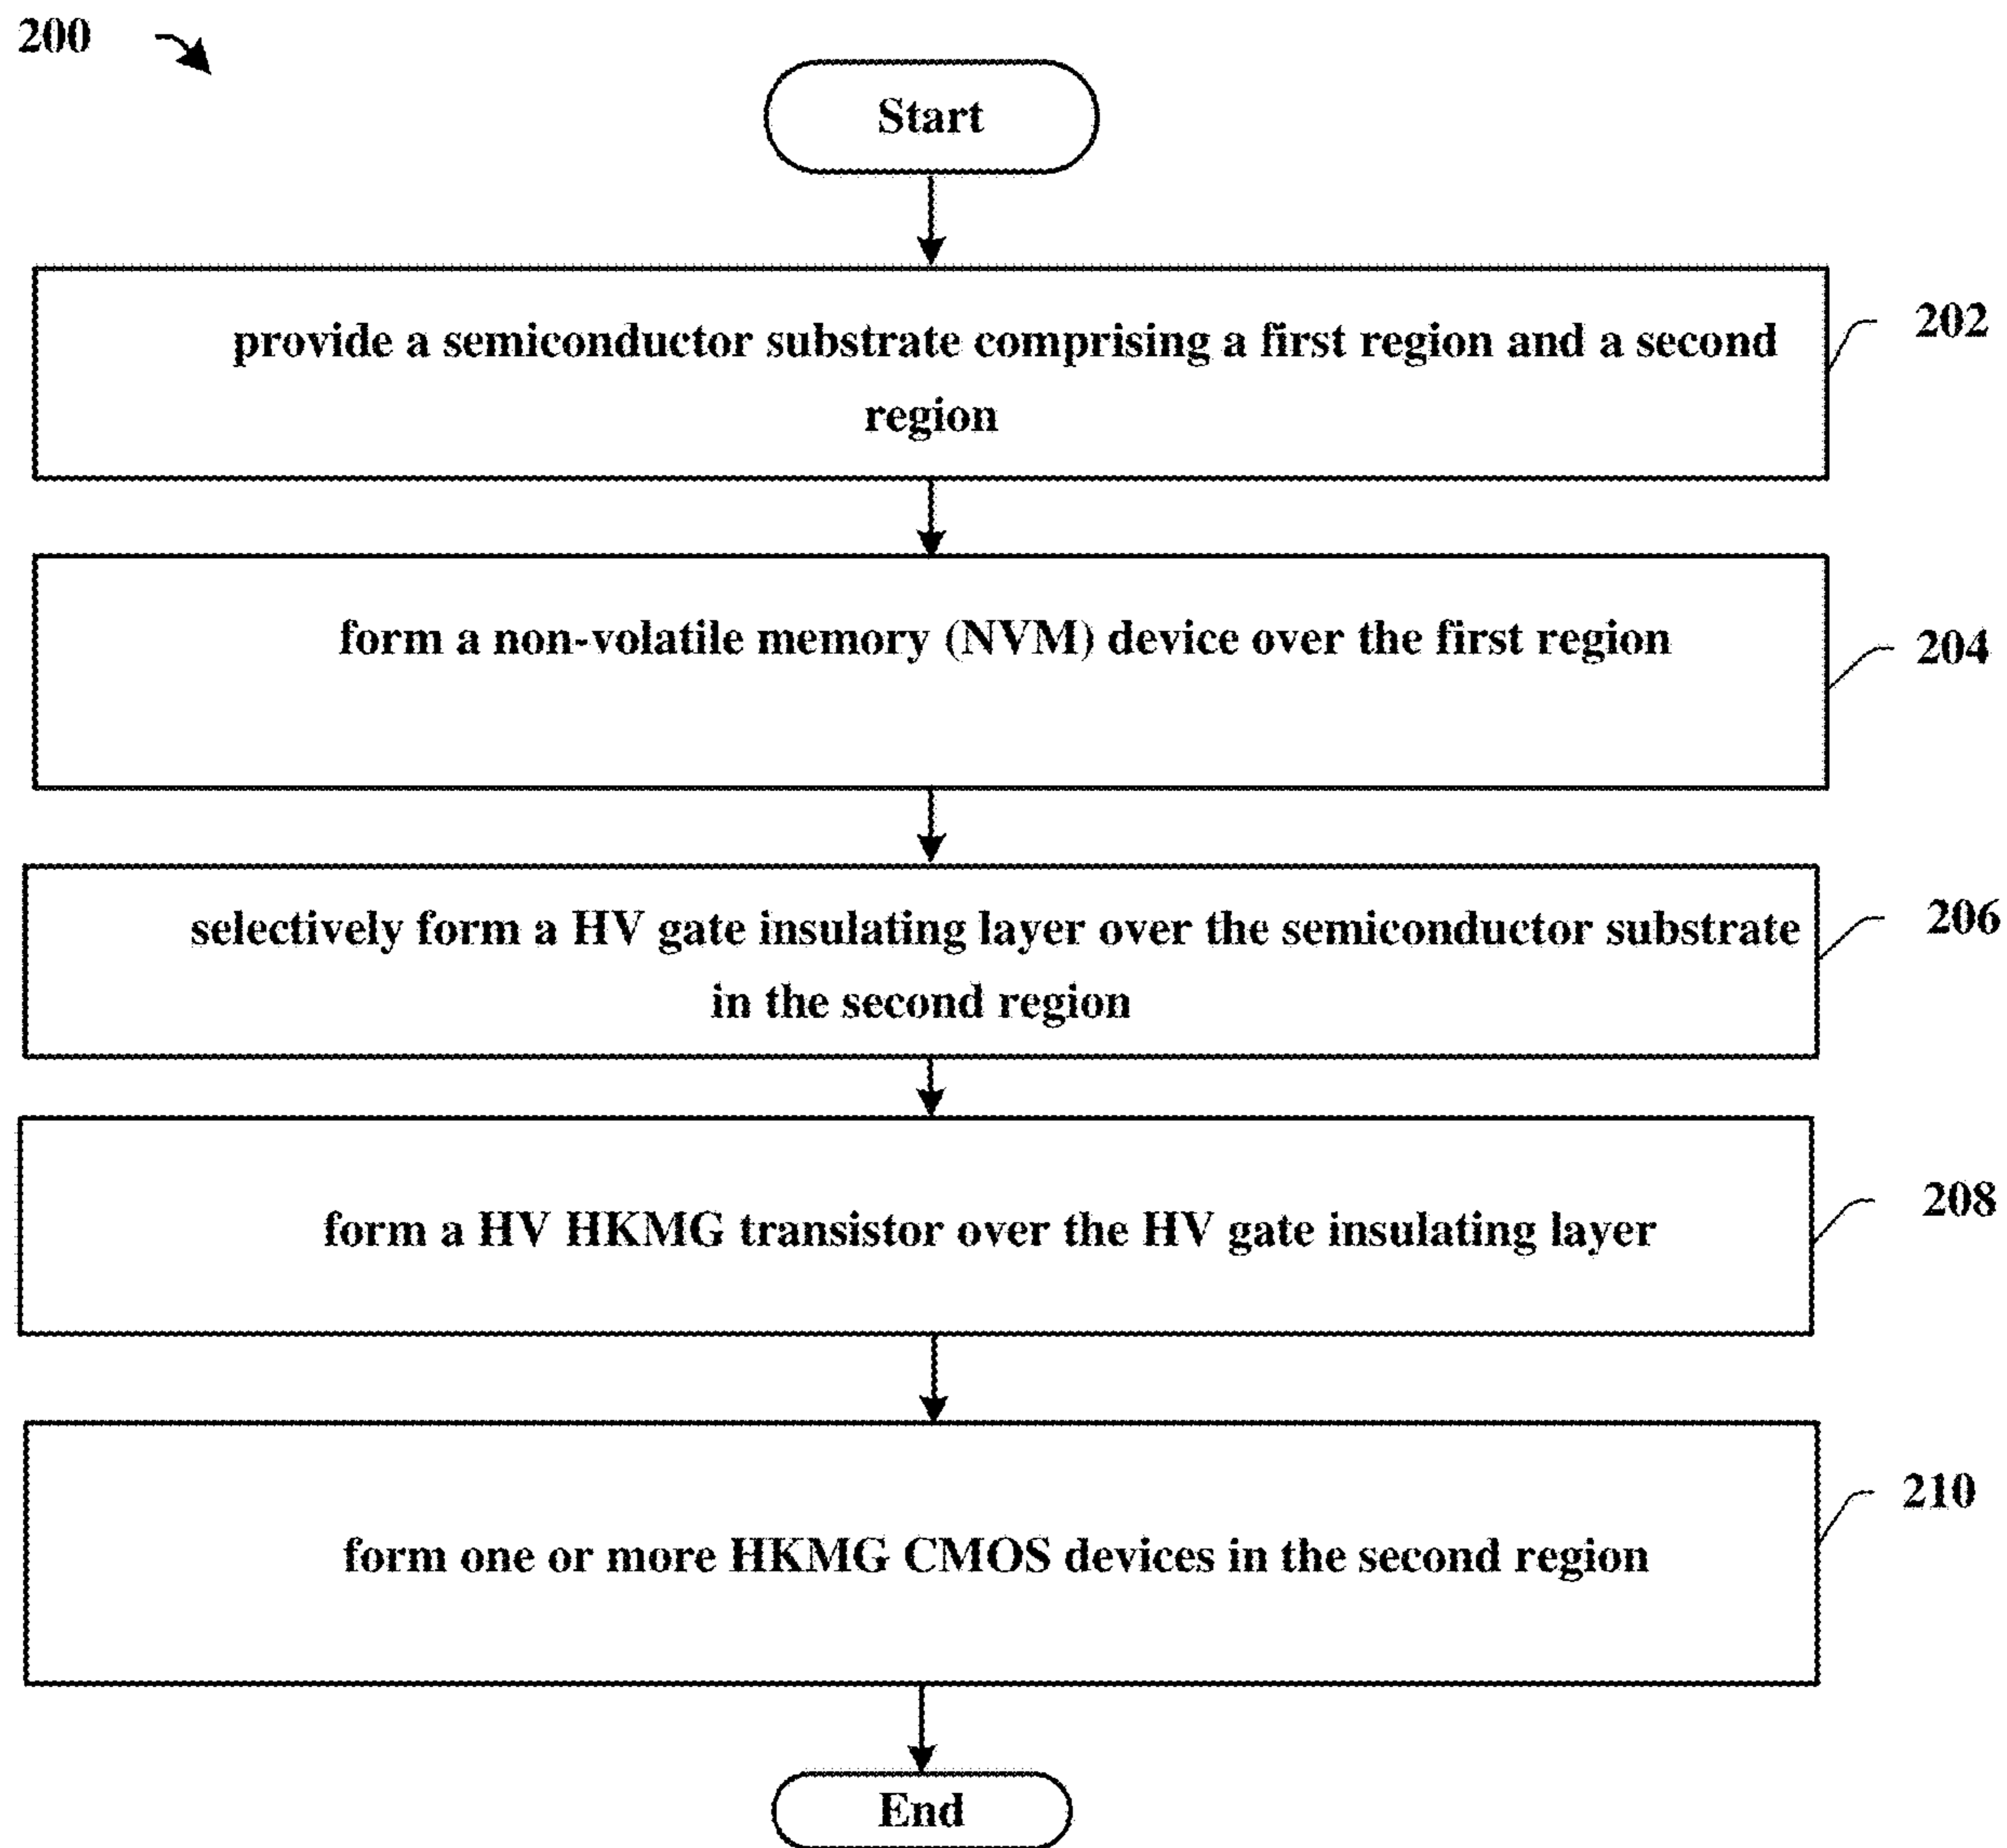 200
Start
provide a semiconductor substrate comprising a first region and a second
region
202
form a non-volatile memory (NVM) device over the first region
204
selectively form a HV gate insulating layer over the semiconductor substrate
in the second region
206
form a HV HKMG transistor over the HV gate insulating layer
208
form one or more HKMG CMOS devices in the second region
210
End